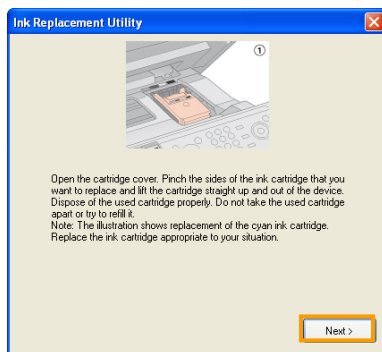 Ink Replacement Utility
1
Open the cartridge cover. Pinch the sides of the ink cartridge that you
want to replace and lift the cartridge straight up and out of the device.
Dispose of the used cartridge properly. Do not take the used cartridge
apart or try to refill it.
Note: The illustration shows replacement of the cyan ink cartridge.
Replace the ink cartridge appropriate to your situation.
Next >